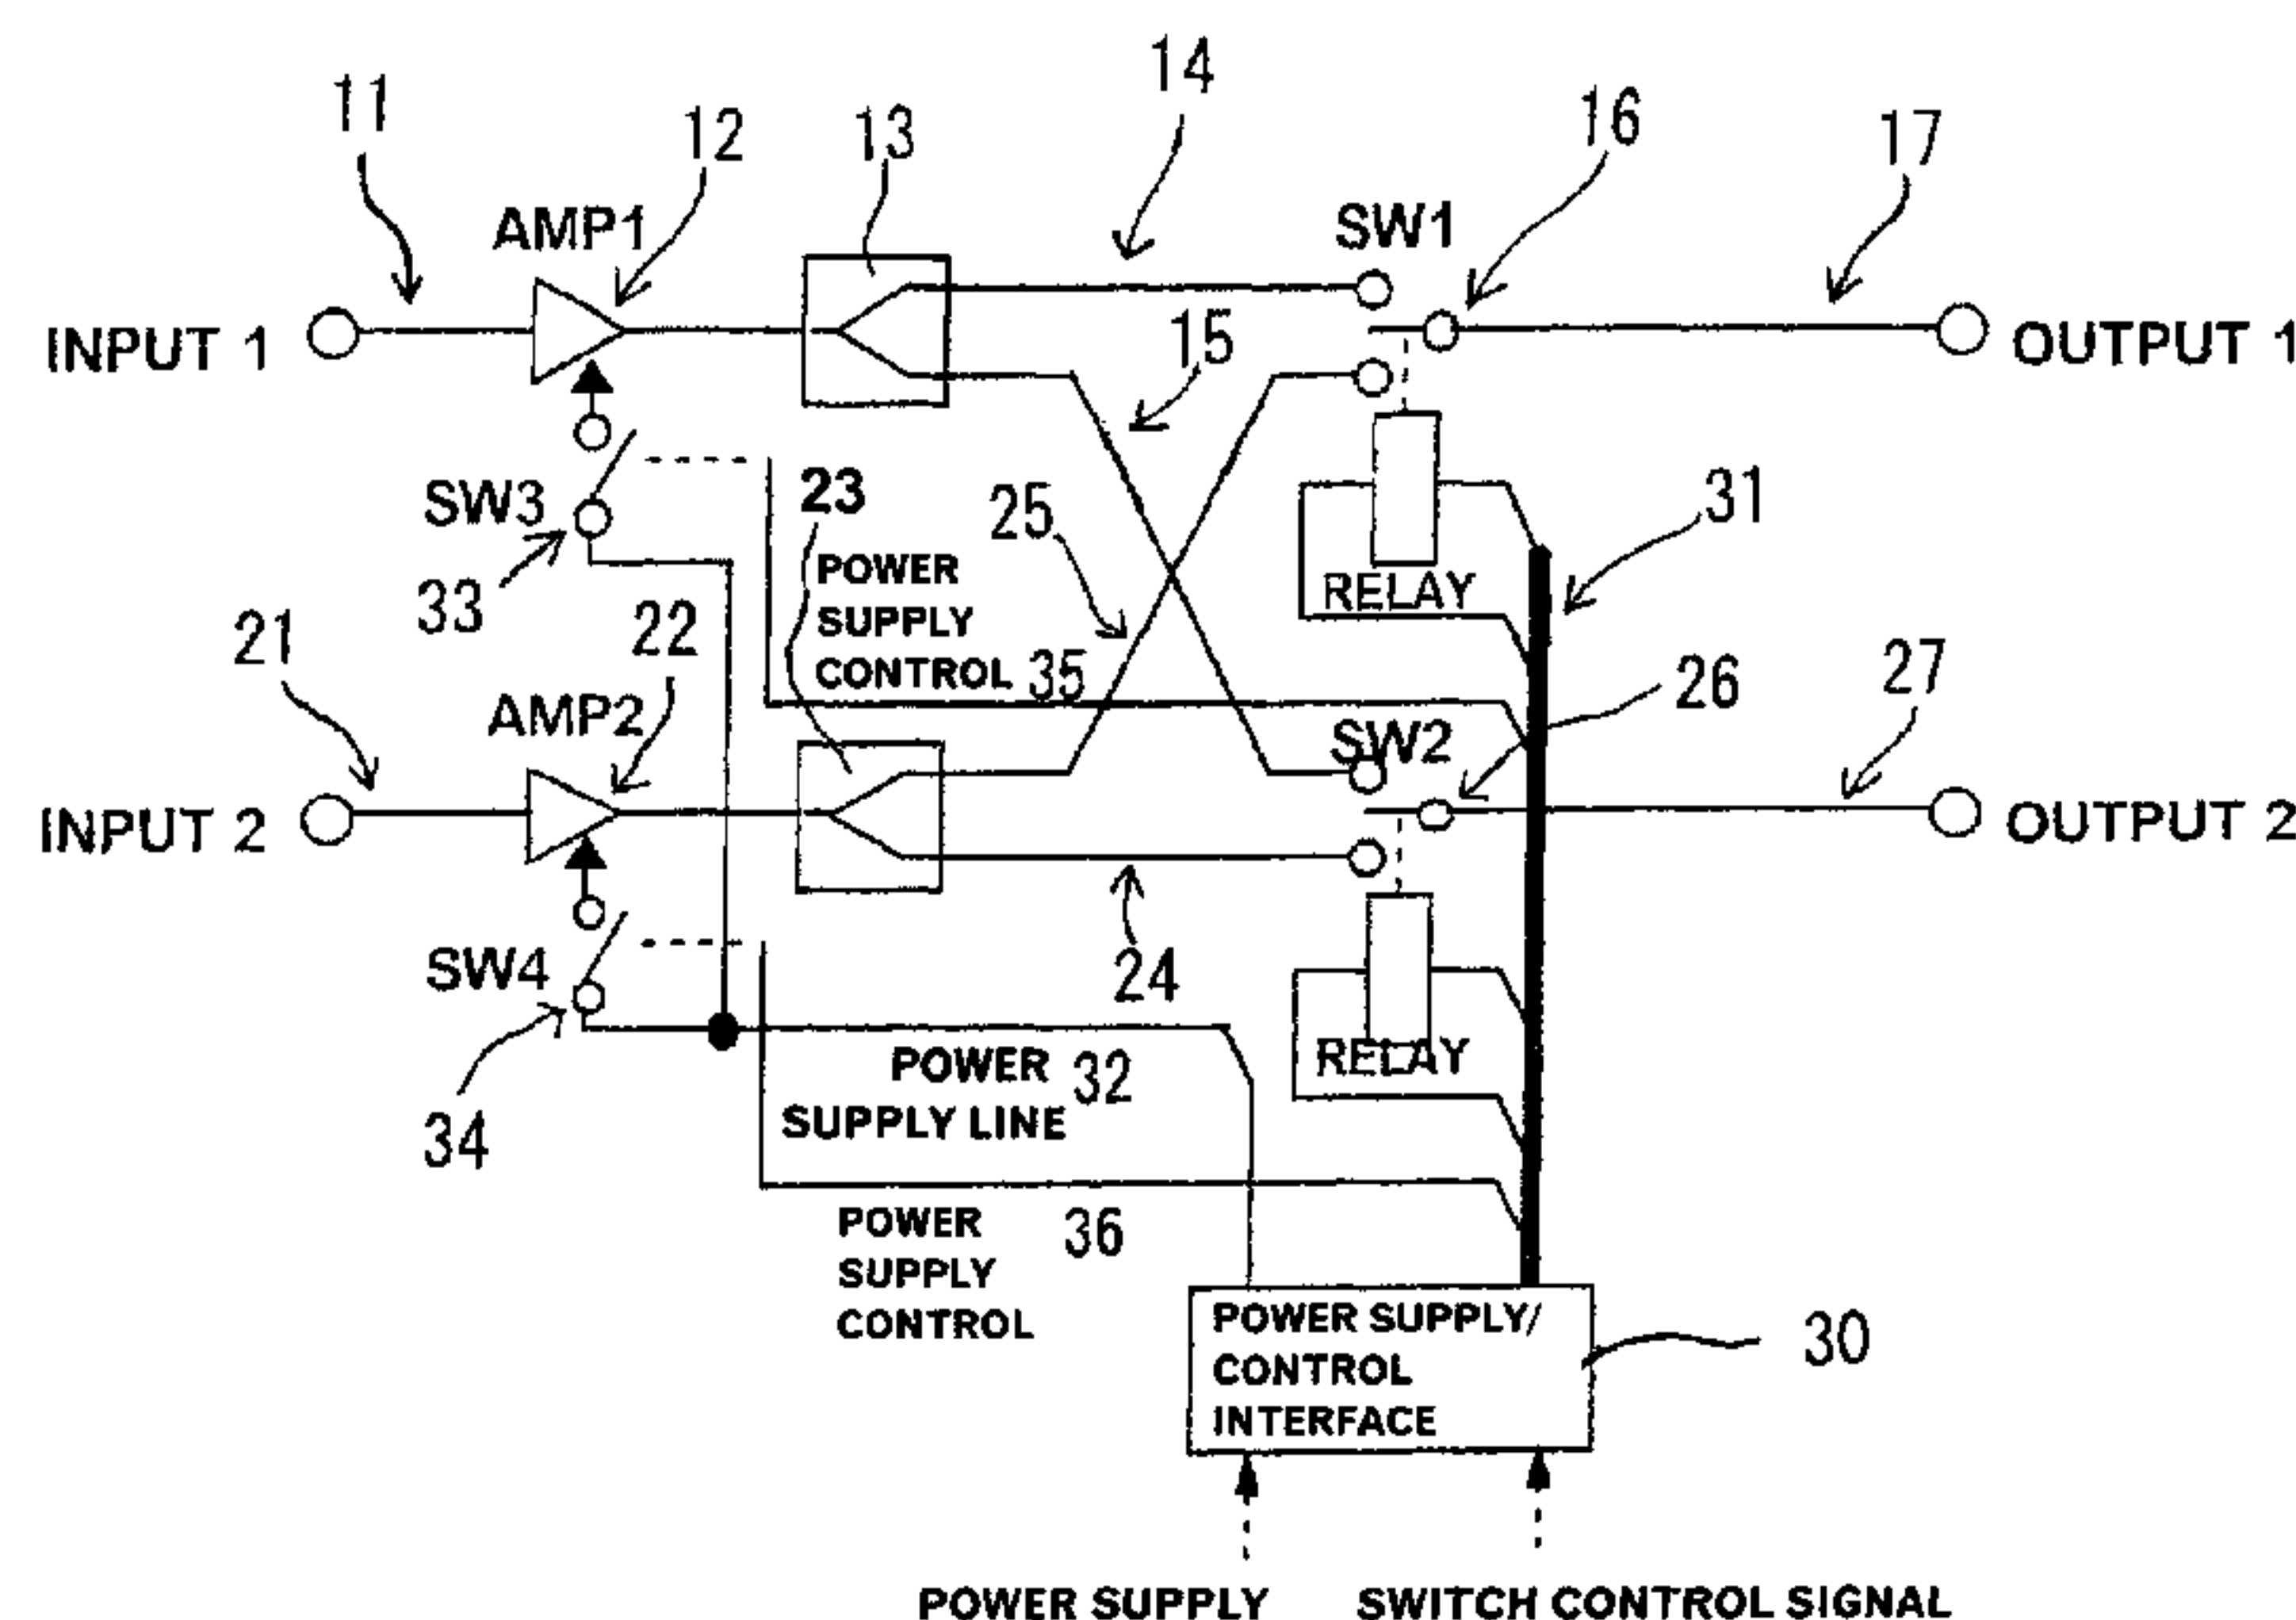 14
11
12
13
16
17
AMP1
SW1
INPUT 1
OUTPUT 1
15
SW3
23
25
31
33
POWER
SUPPLY
CONTROL 35
RELAY
21
22
26
27
AMP2
SW2
INPUT 2
OUTPUT 2
SW4
24
34
POWER 32
SUPPLY LINE
RELAY
POWER 36
SUPPLY
CONTROL
POWER SUPPLY/
CONTROL
INTERFACE
30
POWER SUPPLY
SWITCH CONTROL SIGNAL